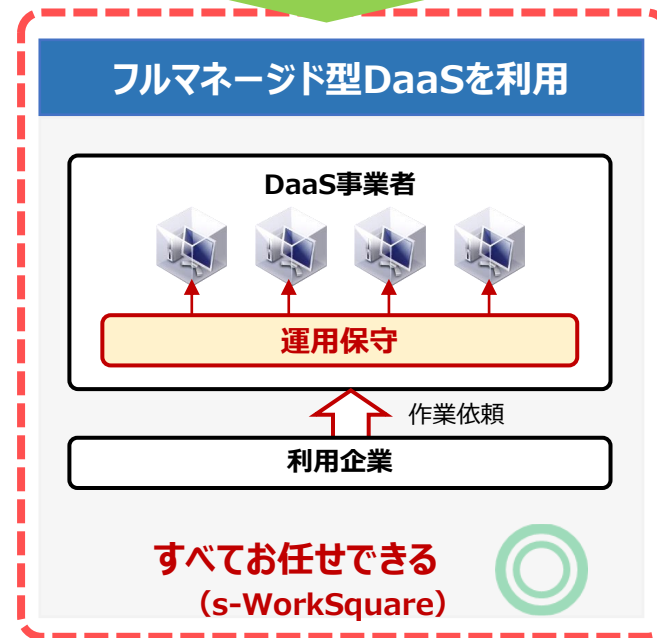 フルマネージド型DaaSを利用
DaaS事業者
運用保守
作業依頼
利用企業
すべてお任せできる
（s-WorkSquare）